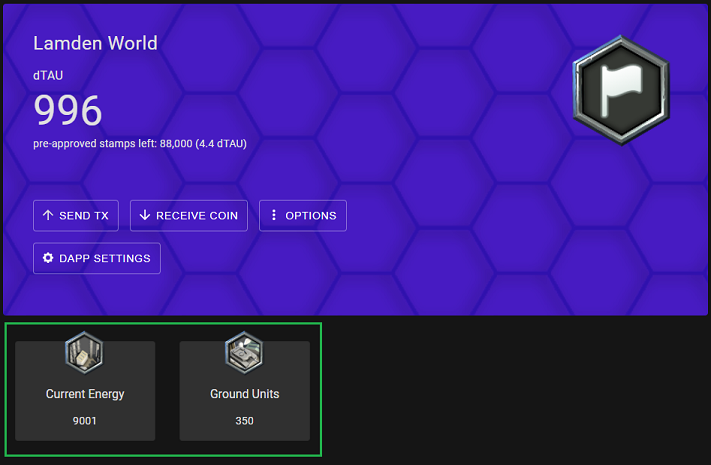 Lamden World
dTAU
996
pre-approved stamps left: 88,000 (4.4 dTAU)
SEND TX
RECEIVE COIN
OPTIONS
DAPP SETTINGS
Current Energy
9001
Ground Units
350